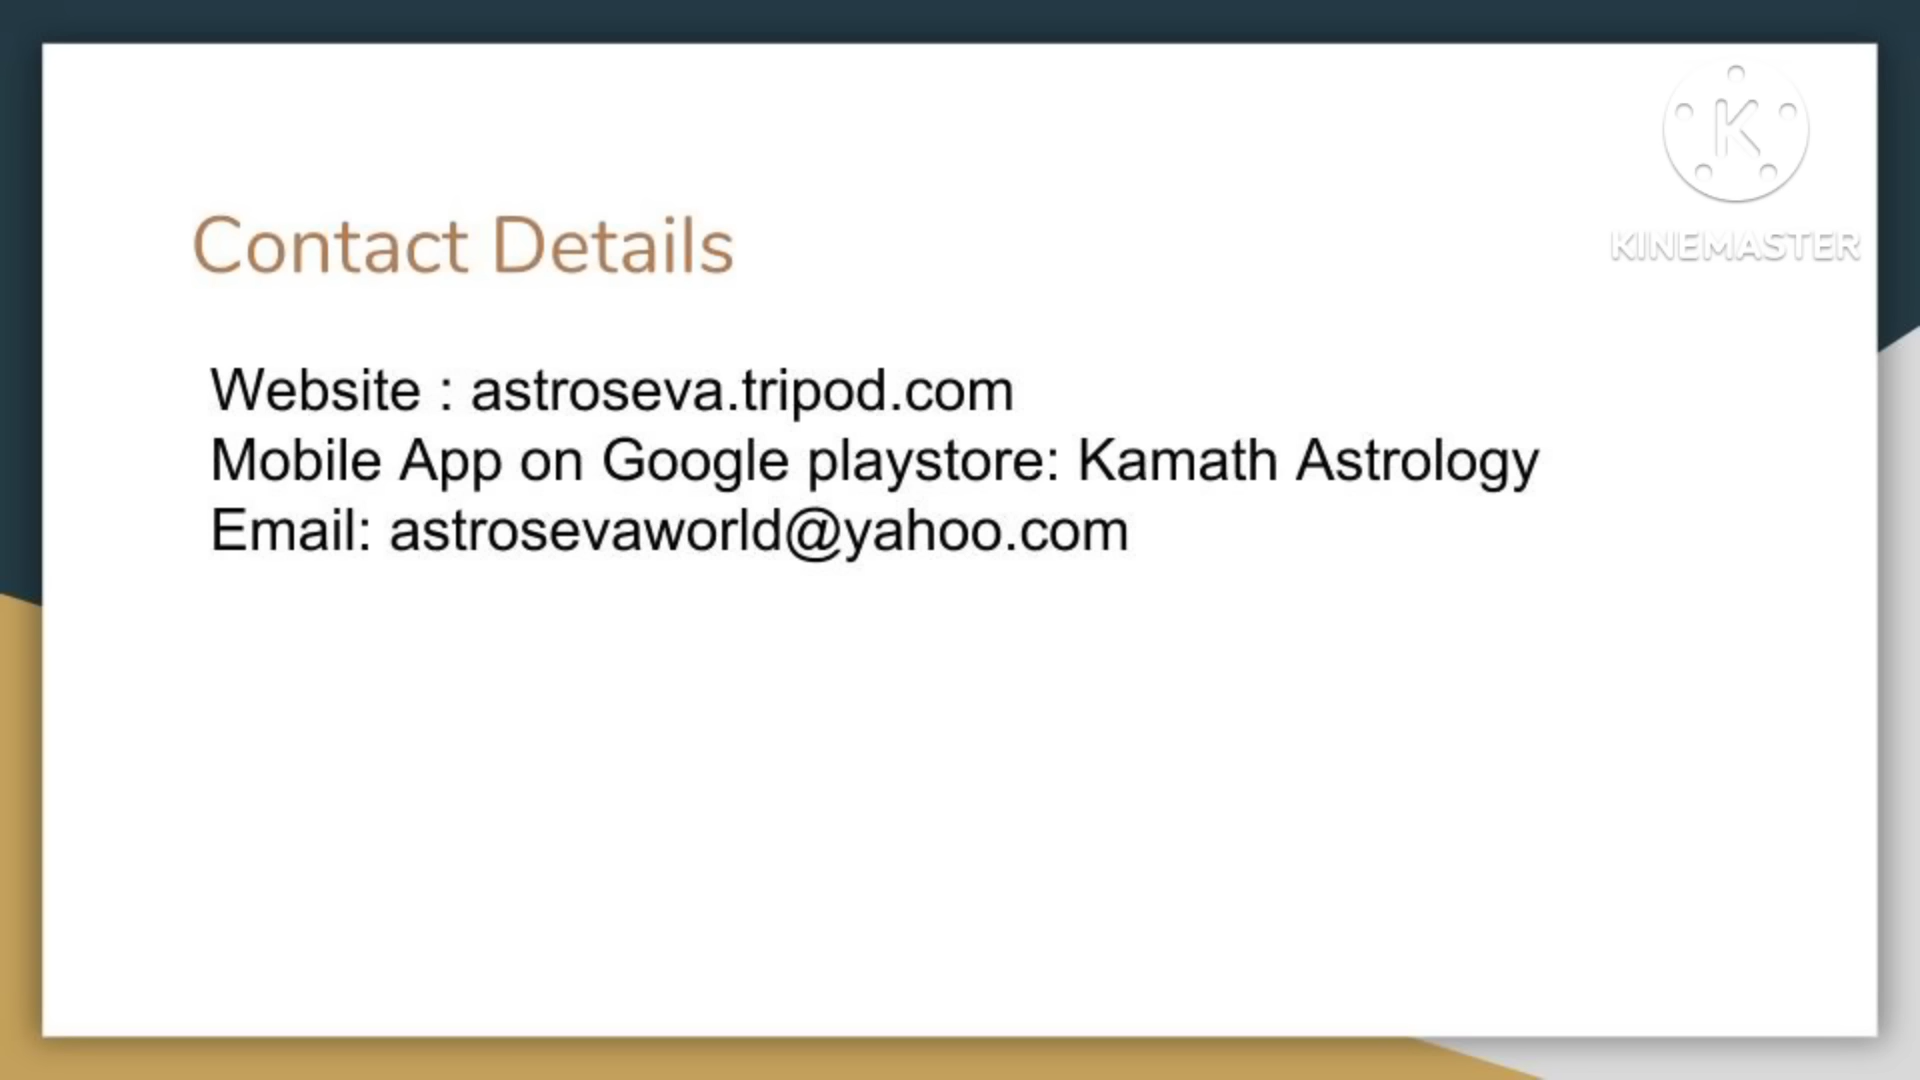 K
KINEMASTER
Contact Details
Website : astroseva.tripod.com
Mobile App on Google playstore: Kamath Astrology
Email: astrosevaworld@yahoo.com